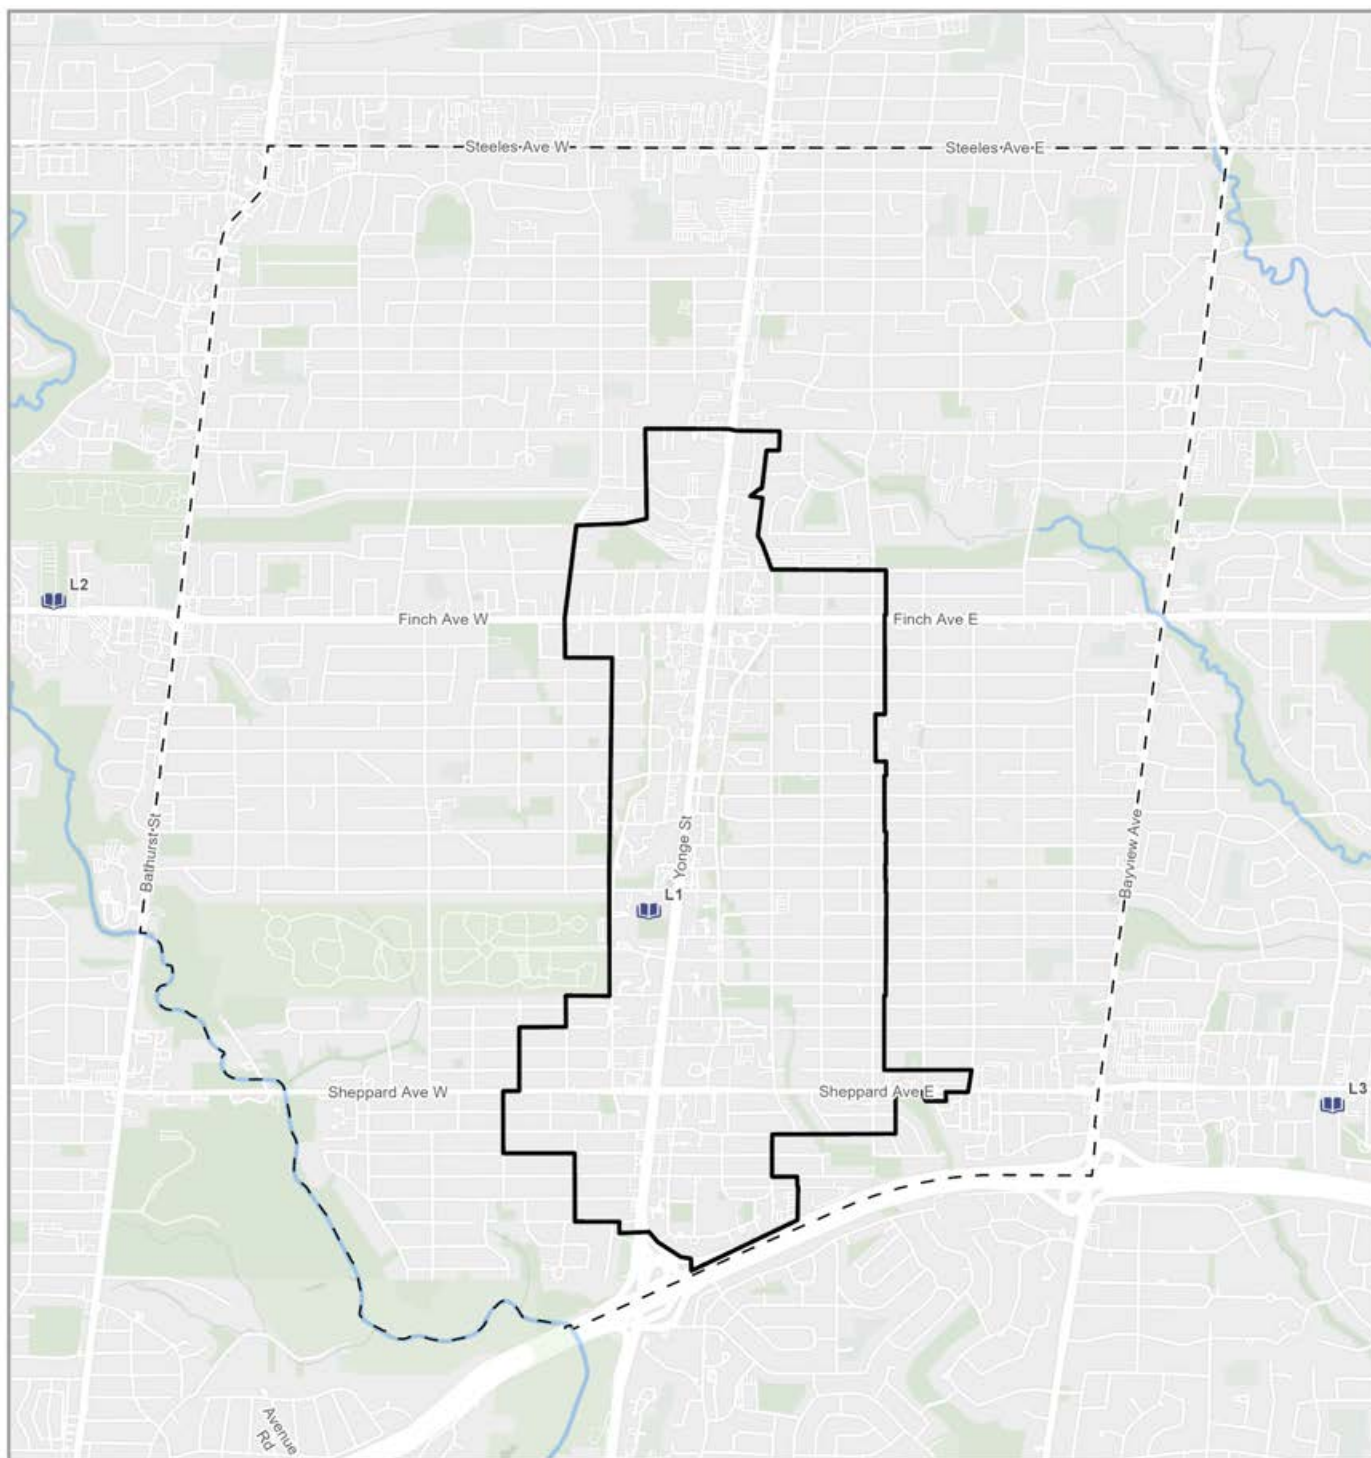 Steeles Ave W
Steeles Ave E
L2
Finch Ave W
Finch Ave E
Bathurst St
Yonge St
Bayview Ave
L1
Sheppard Ave W
Sheppard Ave E
L3
Avenue
Rd